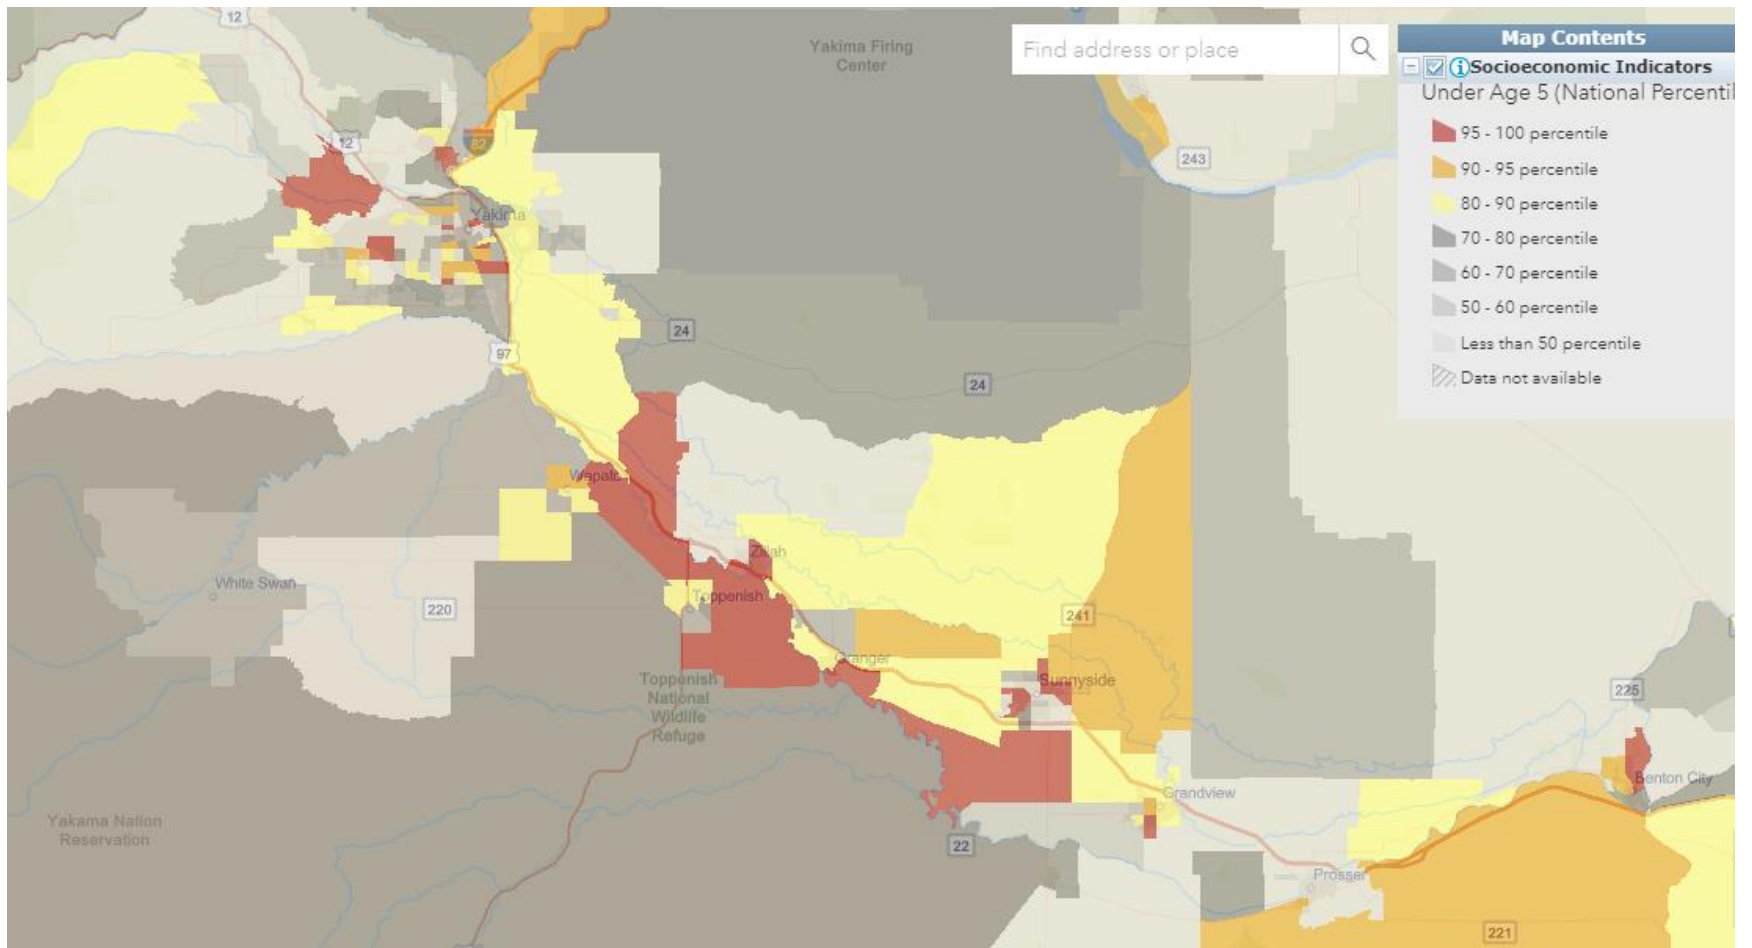 12
Yakima Firing
Center
Find address or place
Map Contents
Socioeconomic Indicators
Under Age 5 (National Percentil
95 - 100 percentile
90 - 95 percentile
80 - 90 percentile
70 - 80 percentile
60 - 70 percentile
50 - 60 percentile
Less than 50 percentile
Data not available
12
82
243
Yakima
24
97
24
Wapato
Zillah
White Swan
Toppenish
220
241
Granger
Toppenish
National
Wildlife
Refuge
Sunnyside
225
Benton City
Grandview
Yakama Nation
Reservation
22
Prosser
221